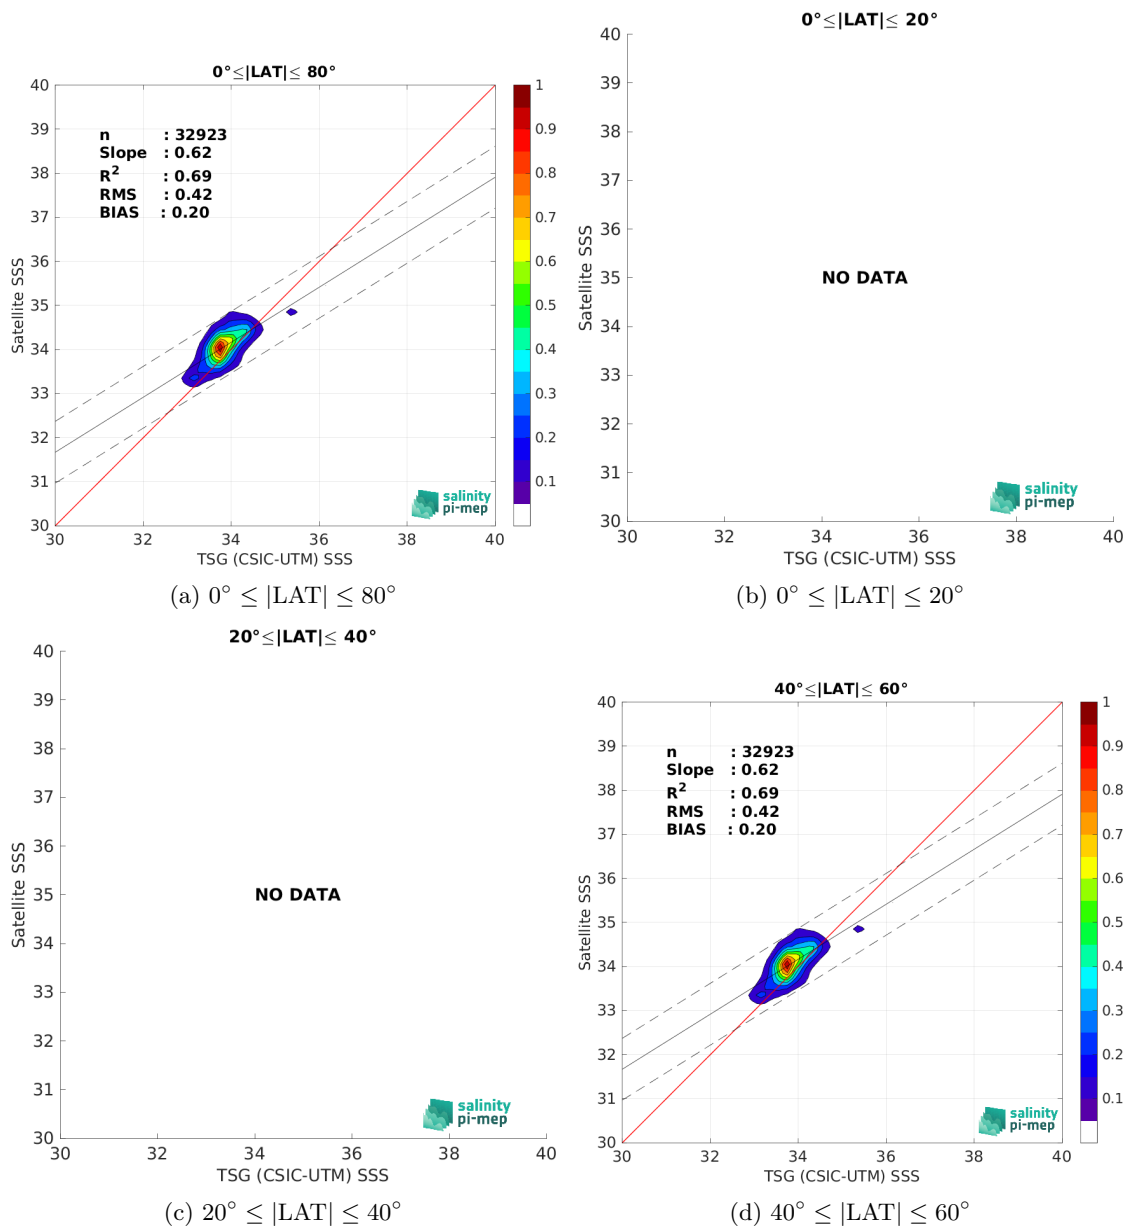 0°≤|LAT|≤ 80°
40
39
38
37
36
35
34
33
32
31
30
Satellite SSS
n : 32923
Slope : 0.62
R² : 0.69
RMS : 0.42
BIAS : 0.20
salinity
pi-mep
30 32 34 36 38 40
TSG (CSIC-UTM) SSS
1
0.9
0.8
0.7
0.6
0.5
0.4
0.3
0.2
0.1
(a) 0° ≤ |LAT| ≤ 80°
0°≤|LAT|≤ 20°
40
39
38
37
36
35
34
33
32
31
30
Satellite SSS
NO DATA
salinity
pi-mep
30 32 34 36 38 40
TSG (CSIC-UTM) SSS
(b) 0° ≤ |LAT| ≤ 20°
20°≤|LAT|≤ 40°
40
39
38
37
36
35
34
33
32
31
30
Satellite SSS
NO DATA
salinity
pi-mep
30 32 34 36 38 40
TSG (CSIC-UTM) SSS
(c) 20° ≤ |LAT| ≤ 40°
40°≤|LAT|≤ 60°
40
39
38
37
36
35
34
33
32
31
30
Satellite SSS
n : 32923
Slope : 0.62
R² : 0.69
RMS : 0.42
BIAS : 0.20
salinity
pi-mep
30 32 34 36 38 40
TSG (CSIC-UTM) SSS
1
0.9
0.8
0.7
0.6
0.5
0.4
0.3
0.2
0.1
(d) 40° ≤ |LAT| ≤ 60°